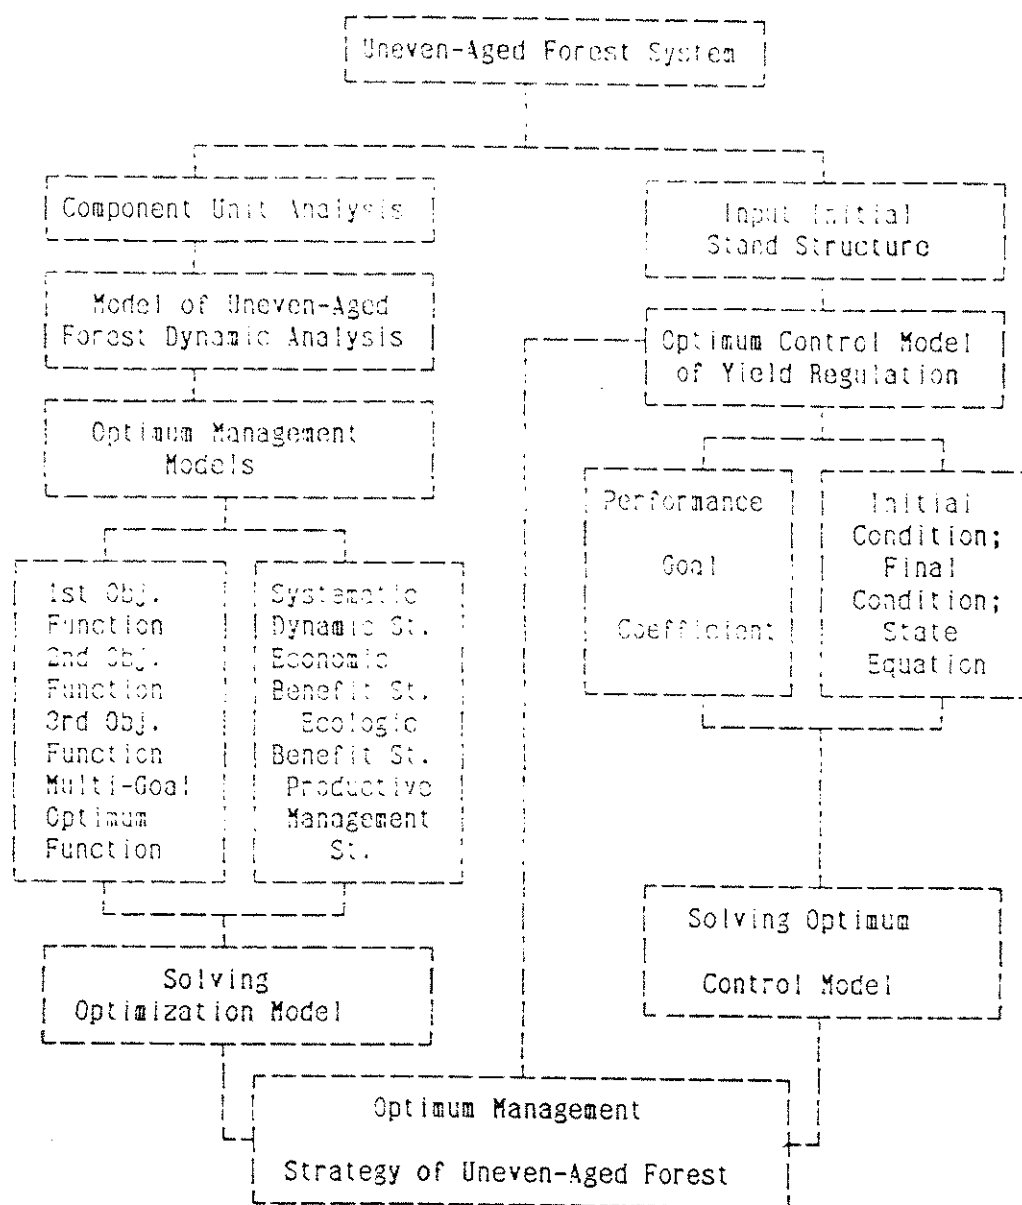 Uneven-Aged Forest System
Component Unit Analysis
Model of Uneven-Aged
Forest Dynamic Analysis
Optimum Management
Models
1st Obj.
Function
2nd Obj.
Function
3rd Obj.
Function
Multi-Goal
Optimum
Function
Systematic
Dynamic St.
Economic
Benefit St.
Ecologic
Benefit St.
Productive
Management
St.
Solving
Optimization Model
Input Initial
Stand Structure
Optimum Control Model
of Yield Regulation
Performance
Goal
Coefficient
Initial
Condition;
Final
Condition;
State
Equation
Solving Optimum
Control Model
Optimum Management
Strategy of Uneven-Aged Forest